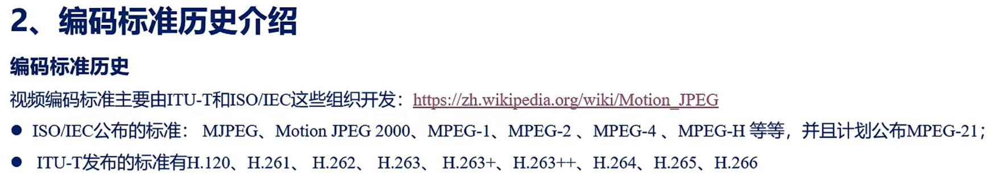 2、编码标准历史介绍
编码标准历史
视频编码标准主要由ITU-T和ISO/IEC这些组织开发：https://zh.wikipedia.org/wiki/Motion_JPEG
● ISO/IEC公布的标准： MJPEG、Motion JPEG 2000、MPEG-1、MPEG-2 、MPEG-4 、MPEG-H 等等，并且计划公布MPEG-21；
● ITU-T发布的标准有H.120、H.261、 H.262、 H.263、 H.263+、H.263++、H.264、H.265、H.266